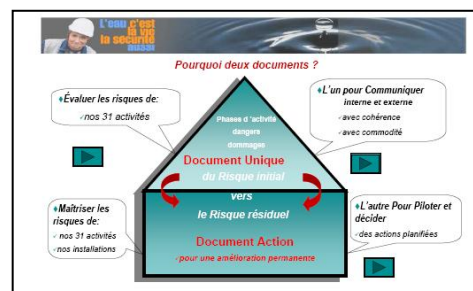 L'eau c'est
la vie
la sécurité
aussi
Pourquoi deux documents ?
♦Évaluer les risques de:
✓nos 31 activités
♦L'un pour Communiquer
interne et externe
✓avec cohérence
✓avec commodité
Phases d'activité
dangers
dommages
Document Unique
du Risque initial
vers
le Risque résiduel
♦Maîtriser les
risques de:
✓ nos 31 activités
✓nos installations
♦L'autre Pour Piloter et
décider
✓des actions planifiées
Document Action
✓pour une amélioration permanente